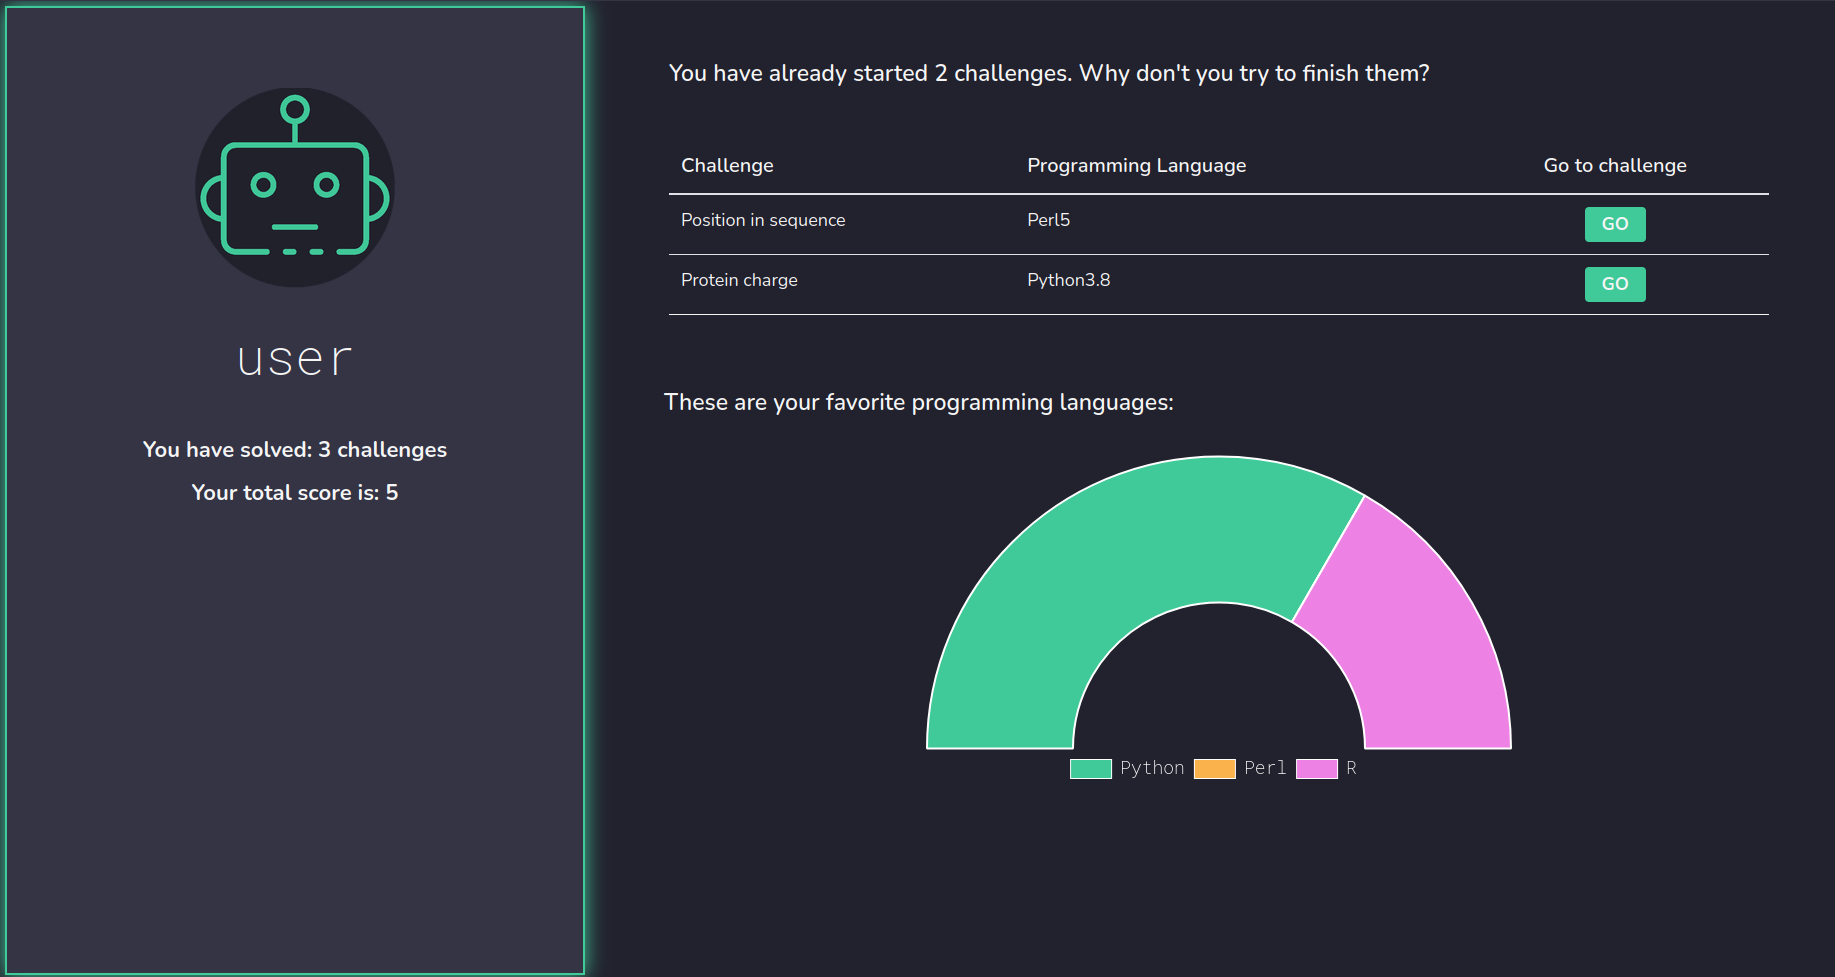 user
You have solved: 3 challenges
Your total score is: 5
You have already started 2 challenges. Why don't you try to finish them?
Challenge Programming Language Go to challenge
Position in sequence Perl5 GO
Protein charge Python3.8 GO
These are your favorite programming languages:
Python Perl R